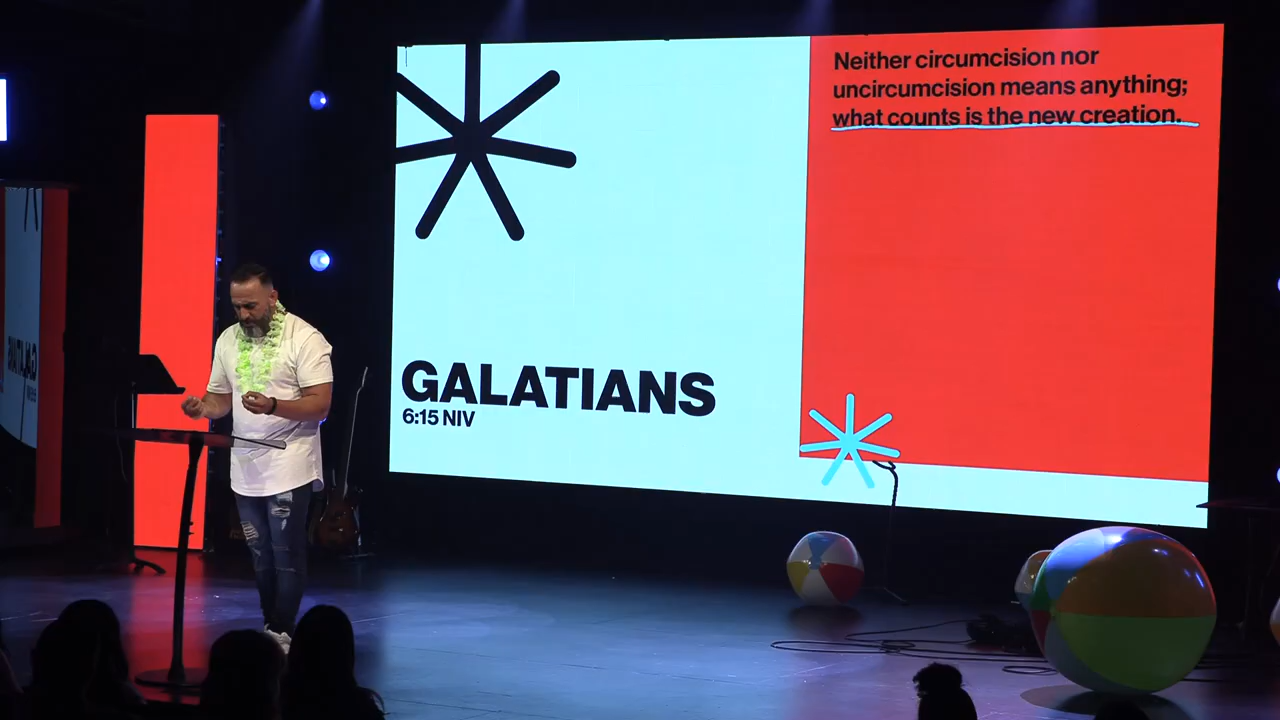 Neither circumcision nor
uncircumcision means anything;
what counts is the new creation.
GALATIANS
6:15 NIV